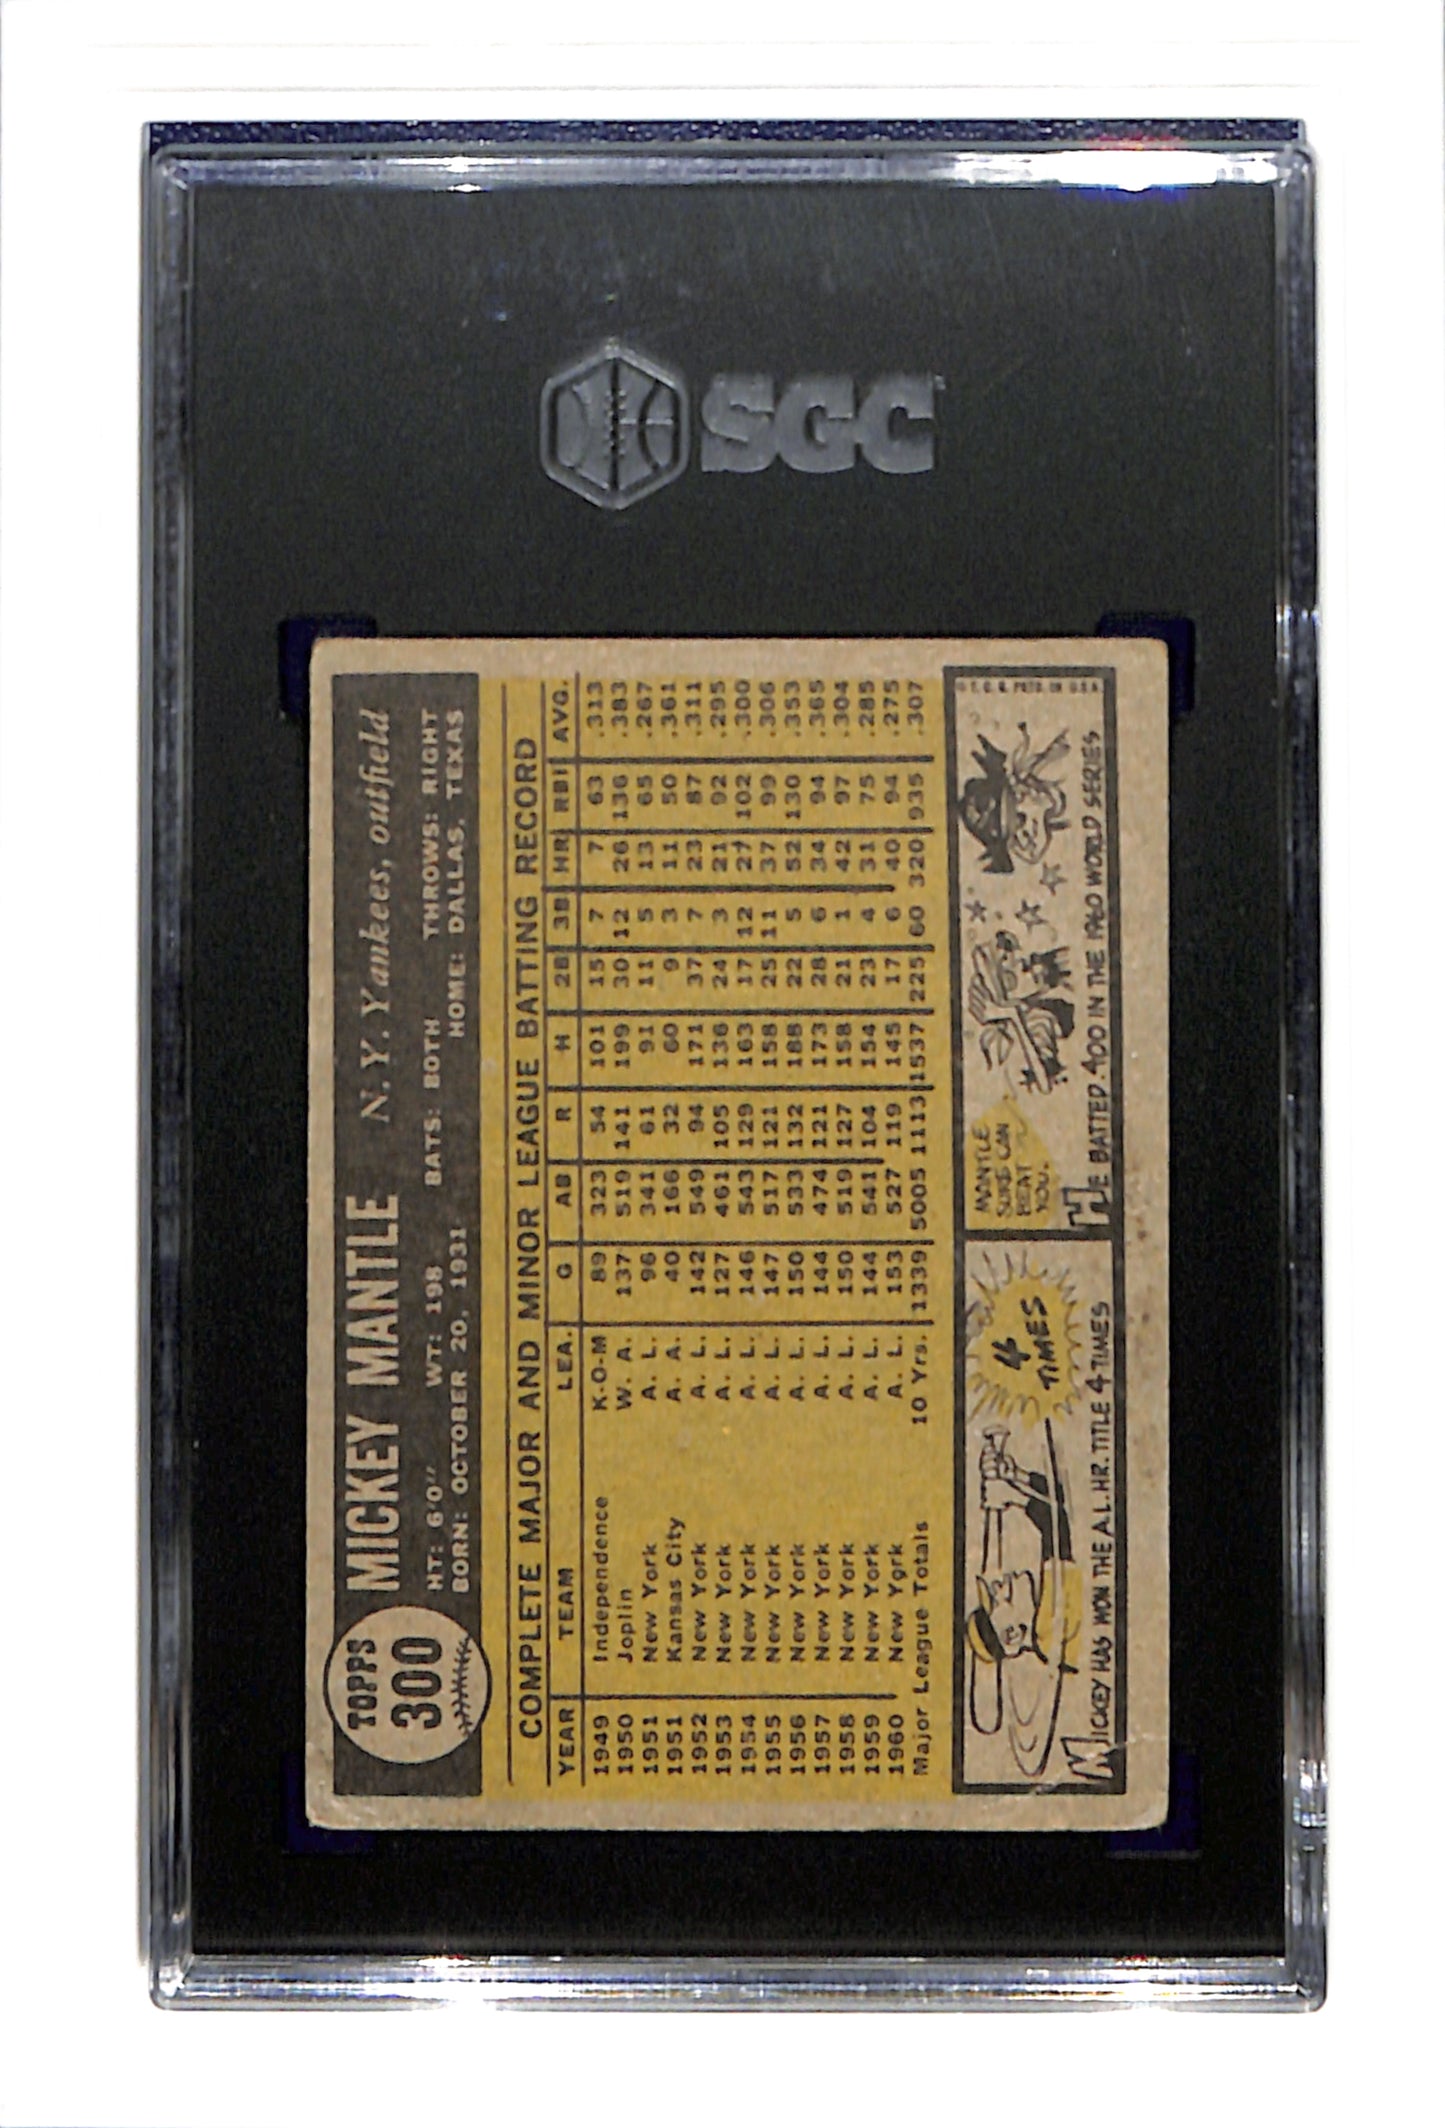 SGC
TOPPS
300
MICKEY MANTLE N. Y. Yankees, outfield
HT: 6'0" WT: 198 BATS: BOTH THROWS: RIGHT
BORN: OCTOBER 20, 1931 HOME: DALLAS, TEXAS
COMPLETE MAJOR AND MINOR LEAGUE BATTING RECORD
YEAR TEAM LEA. G AB R H 2B 3B HR RBI AVG.
1949 Independence K-O-M 89 323 54 101 15 7 7 63 .313
1950 Joplin W. A. 137 519 141 199 30 12 26 136 .383
1951 New York A. L. 96 341 61 91 11 5 13 65 .267
1951 Kansas City A. A. 40 166 32 60 9 3 11 50 .361
1952 New York A. L. 142 549 94 171 37 7 23 87 .311
1953 New York A. L. 127 461 105 136 24 3 21 92 .295
1954 New York A. L. 146 543 129 163 17 12 27 102 .300
1955 New York A. L. 147 517 121 158 25 11 37 99 .306
1956 New York A. L. 150 533 132 188 22 5 52 130 .353
1957 New York A. L. 144 474 121 173 28 6 34 94 .365
1958 New York A. L. 150 519 127 158 21 1 42 97 .304
1959 New York A. L. 144 541 104 154 23 4 31 75 .285
1960 New York A. L. 153 527 119 145 17 6 40 94 .275
Major League Totals 10 Yrs. 1339 5005 1113 1537 225 60 320 935 .307
4
TIMES
MICKEY HAS WON THE A.L. HR. TITLE 4 TIMES
MANTLE
SURE CAN
BEAT
YOU.
HE BATTED .400 IN THE 1960 WORLD SERIES
© T. C. G. PRTD. IN U.S.A.